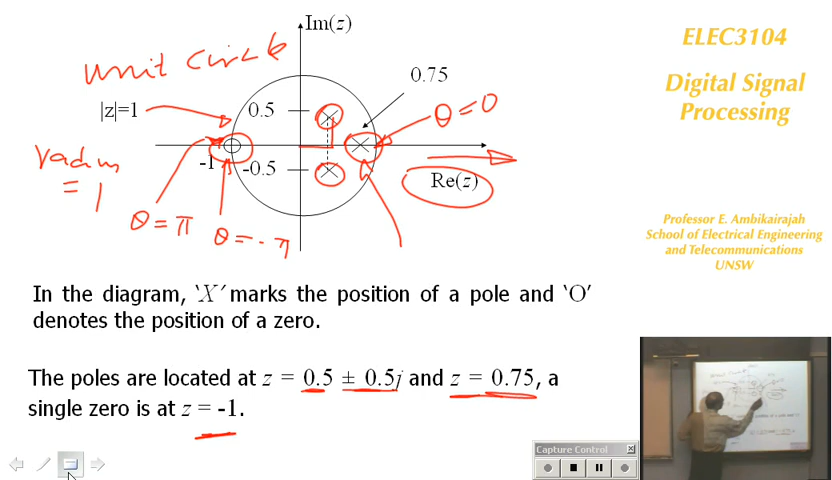 Im(z)
ELEC3104
Digital Signal
Processing
unit circle
0.75
|z|=1
0.5
θ=0
-1
-0.5
radius
= 1
Re(z)
θ=π
θ=-π
Professor E. Ambikairajah
School of Electrical Engineering
and Telecommunications
UNSW
In the diagram, ‘X’ marks the position of a pole and ‘O’
denotes the position of a zero.
The poles are located at z = 0.5 ± 0.5j and z = 0.75, a
single zero is at z = -1.
Capture Control